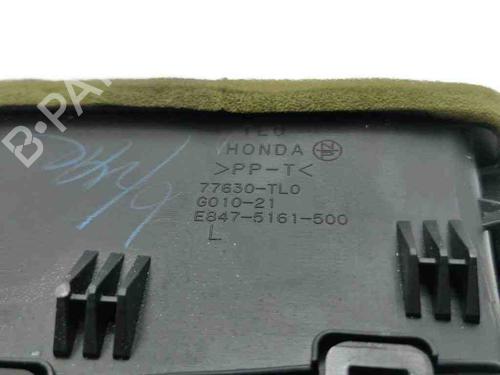 TL0
HONDA
>PP-T<
77630-TL0
G010-21
E847-5161-500
L